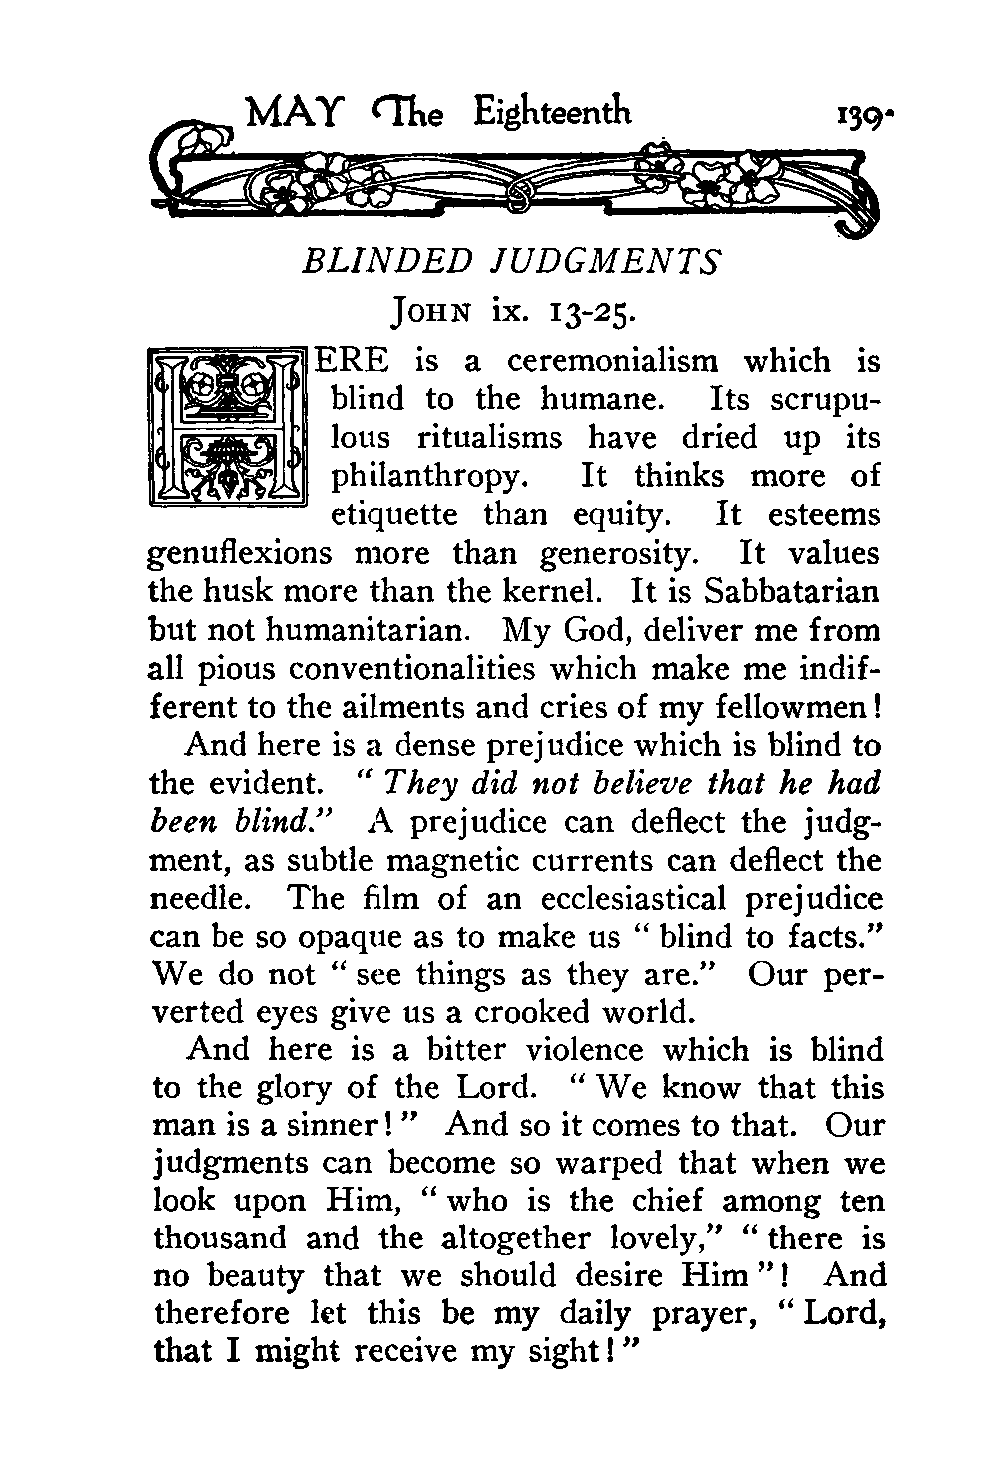 MAY The Eighteenth 139
BLINDED JUDGMENTS
JOHN ix. 13-25.
HERE is a ceremonialism which is
blind to the humane. Its scrupu-
lous ritualisms have dried up its
philanthropy. It thinks more of
etiquette than equity. It esteems
genuflexions more than generosity. It values
the husk more than the kernel. It is Sabbatarian
but not humanitarian. My God, deliver me from
all pious conventionalities which make me indif-
ferent to the ailments and cries of my fellowmen!
And here is a dense prejudice which is blind to
the evident. "They did not believe that he had
been blind." A prejudice can deflect the judg-
ment, as subtle magnetic currents can deflect the
needle. The film of an ecclesiastical prejudice
can be so opaque as to make us "blind to facts."
We do not "see things as they are." Our per-
verted eyes give us a crooked world.
And here is a bitter violence which is blind
to the glory of the Lord. "We know that this
man is a sinner!" And so it comes to that. Our
judgments can become so warped that when we
look upon Him, "who is the chief among ten
thousand and the altogether lovely," "there is
no beauty that we should desire Him"! And
therefore let this be my daily prayer, "Lord,
that I might receive my sight!"